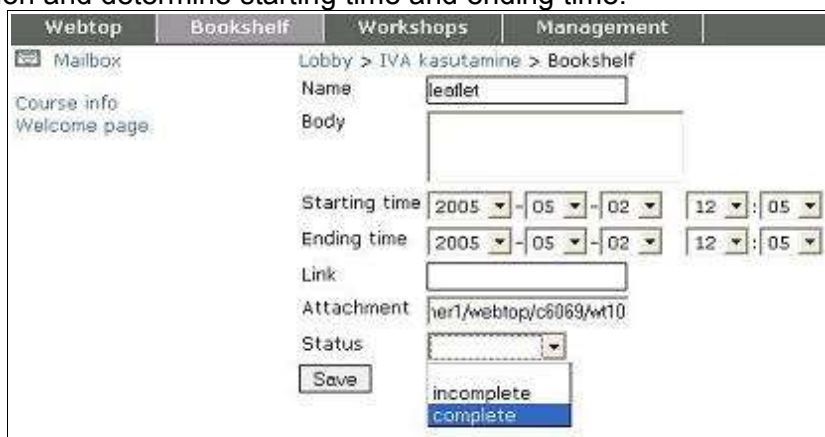 on and determine starting time and ending time.
Webtop Bookshelf Workshops Management
Mailbox
Lobby > IVA kasutamine > Bookshelf
Course info
Welcome page
Name leaflet
Body
Starting time 2005 - 05 - 02 12 : 05
Ending time 2005 - 05 - 02 12 : 05
Link
Attachment ner1/webtop/c6069/wt10
Status
Save
incomplete
complete